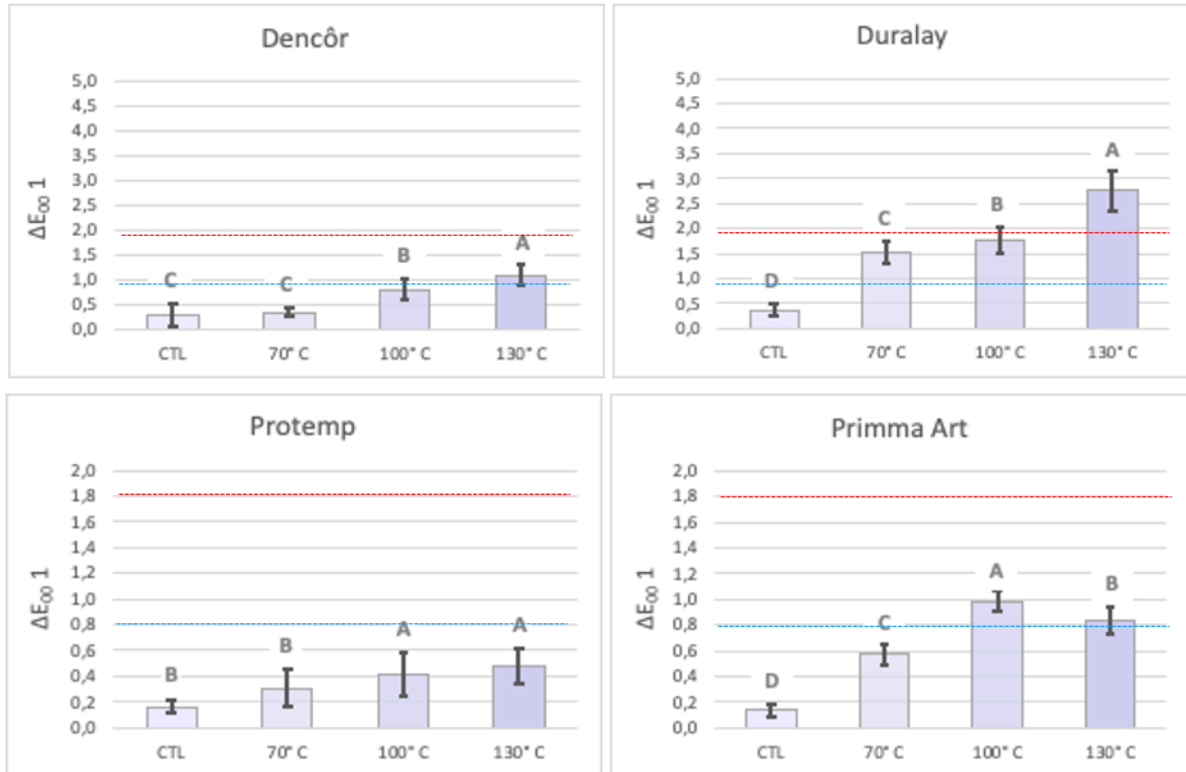 Dencôr
5,0
4,5
4,0
3,5
3,0
2,5
2,0
1,5
1,0
0,5
0,0
ΔE₀₀ 1
C
C
B
A
CTL
70° C
100° C
130° C
Duralay
5,0
4,5
4,0
3,5
3,0
2,5
2,0
1,5
1,0
0,5
0,0
ΔE₀₀ 1
D
C
B
A
CTL
70° C
100° C
130° C
Protemp
2,0
1,8
1,6
1,4
1,2
1,0
0,8
0,6
0,4
0,2
0,0
ΔE₀₀ 1
B
B
A
A
CTL
70° C
100° C
130° C
Primma Art
2,0
1,8
1,6
1,4
1,2
1,0
0,8
0,6
0,4
0,2
0,0
ΔE₀₀ 1
D
C
A
B
CTL
70° C
100° C
130° C